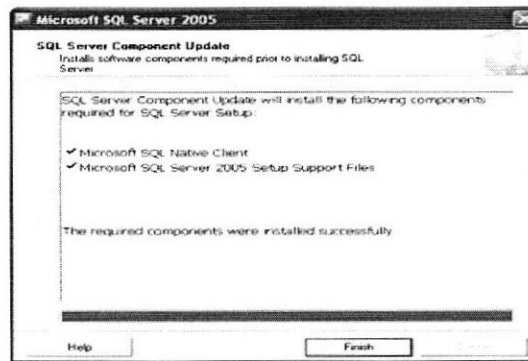 Microsoft SQL Server 2005
SQL Server Component Update
Installs software components required prior to installing SQL
Server
SQL Server Component Update will install the following components
required for SQL Server Setup:
✓ Microsoft SQL Native Client
✓ Microsoft SQL Server 2005 Setup Support Files
The required components were installed successfully
Help
Finish